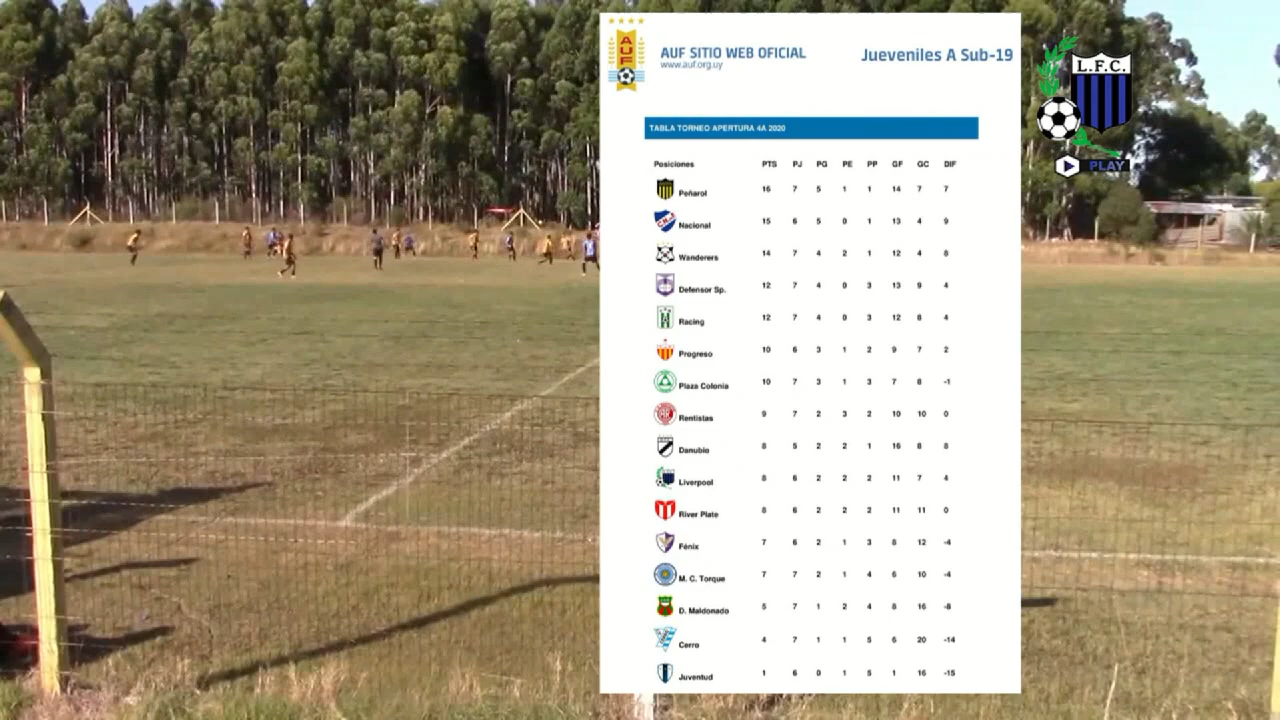 AUF
AUF SITIO WEB OFICIAL
www.auf.org.uy
Jueveniles A Sub-19
L.F.C.
PLAY
TABLA TORNEO APERTURA 4A 2020
Posiciones PTS PJ PG PE PP GF GC DIF
Peñarol 16 7 5 1 1 14 7 7
Nacional 15 6 5 0 1 13 4 9
Wanderers 14 7 4 2 1 12 4 8
Defensor Sp. 12 7 4 0 3 13 9 4
Racing 12 7 4 0 3 12 8 4
Progreso 10 6 3 1 2 9 7 2
Plaza Colonia 10 7 3 1 3 7 8 -1
Rentistas 9 7 2 3 2 10 10 0
Danubio 8 5 2 2 1 16 8 8
Liverpool 8 6 2 2 2 11 7 4
River Plate 8 6 2 2 2 11 11 0
Fénix 7 6 2 1 3 8 12 -4
M. C. Torque 7 7 2 1 4 6 10 -4
D. Maldonado 5 7 1 2 4 8 16 -8
Cerro 4 7 1 1 5 6 20 -14
Juventud 1 6 0 1 5 1 16 -15